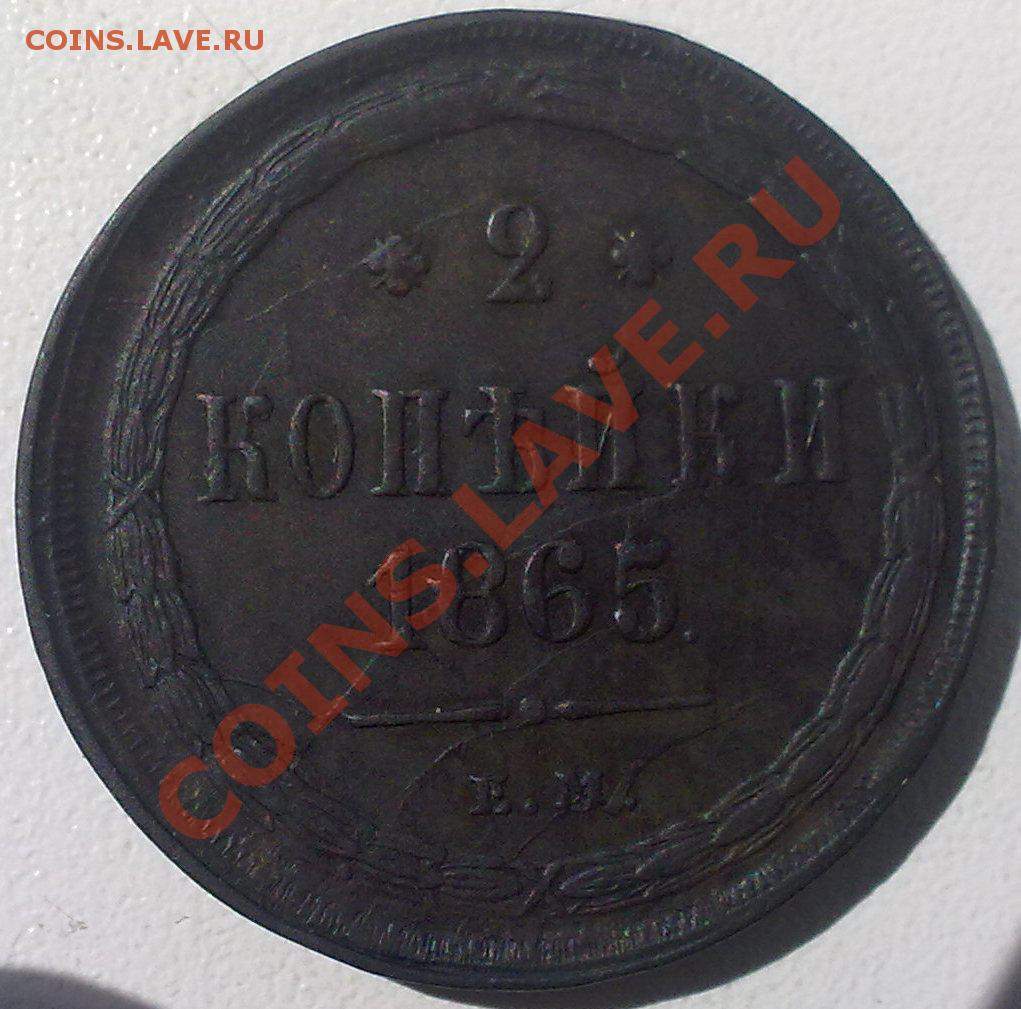 COINS.LAVE.RU
* 2 *
КОПѢЙКИ
1865.
Е.М.
COINS.LAVE.RU